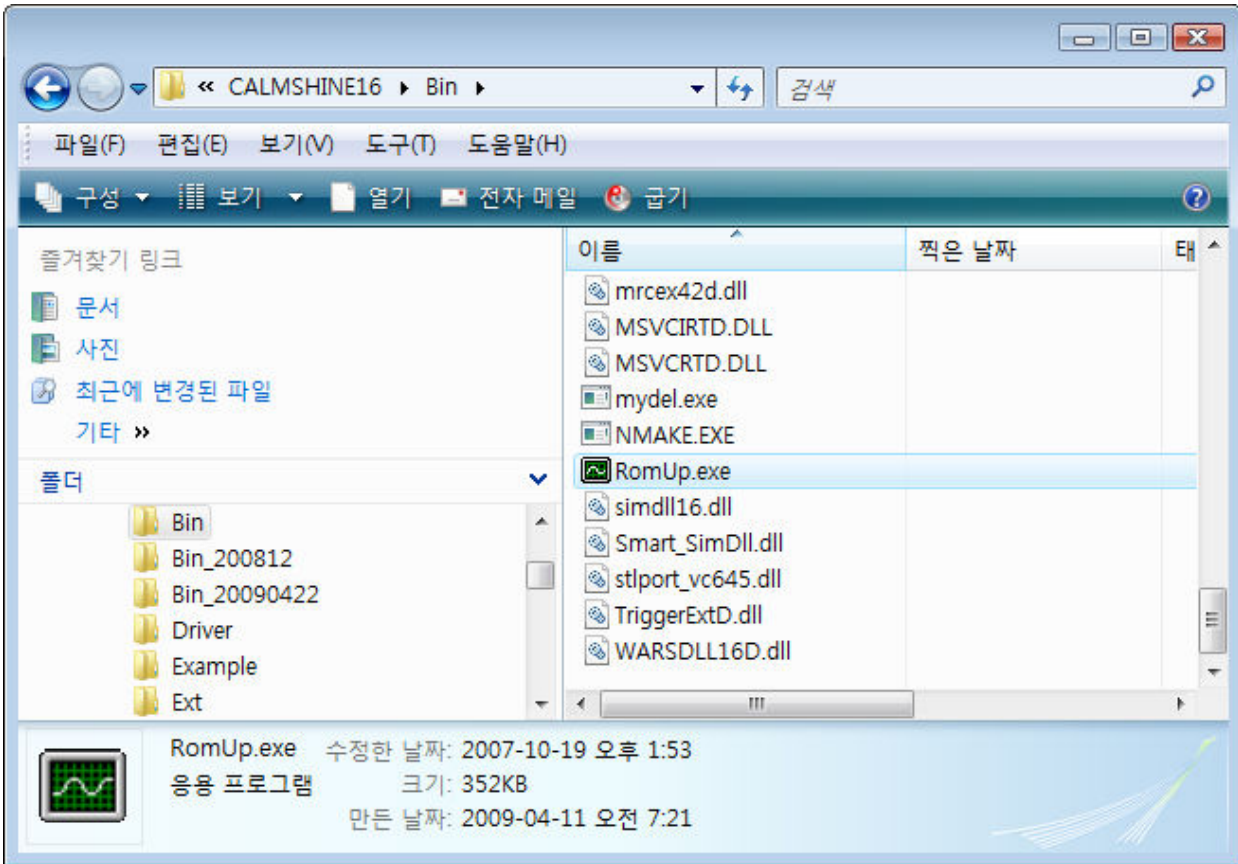 « CALMSHINE16 ▸ Bin ▸ 검색
파일(F) 편집(E) 보기(V) 도구(T) 도움말(H)
구성 보기 열기 전자 메일 굽기
즐겨찾기 링크
문서
사진
최근에 변경된 파일
기타 »
폴더
Bin
Bin_200812
Bin_20090422
Driver
Example
Ext
이름 찍은 날짜 태
mrcex42d.dll
MSVCIRTD.DLL
MSVCRTD.DLL
mydel.exe
NMAKE.EXE
RomUp.exe
simdll16.dll
Smart_SimDll.dll
stlport_vc645.dll
TriggerExtD.dll
WARSDLL16D.dll
RomUp.exe 수정한 날짜: 2007-10-19 오후 1:53
응용 프로그램 크기: 352KB
만든 날짜: 2009-04-11 오전 7:21